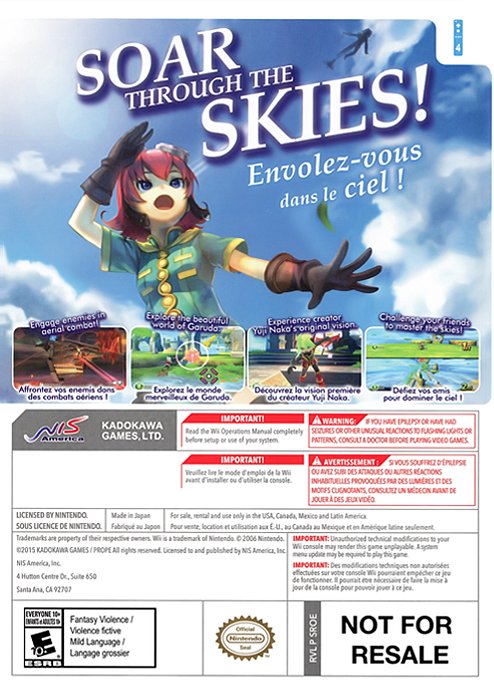 SOAR
THROUGH THE
SKIES!
Envolez-vous
dans le ciel !
4
Engage enemies in
aerial combat!
Explore the beautiful
world of Garuda.
Experience creator
Yuji Naka's original vision.
Challenge your friends
to master the skies!
Affrontez vos enemis dans
des combats aériens !
Explorez le monde
merveilleux de Garuda.
Découvrez la vision première
du créateur Yuji Naka.
Défiez vos amis
pour dominer le ciel !
NIS
America
KADOKAWA
GAMES, LTD.
IMPORTANT!
Read the Wii Operations Manual completely
before setup or use of your system.
WARNING: IF YOU HAVE EPILEPSY OR HAVE HAD
SEIZURES OR OTHER UNUSUAL REACTIONS TO FLASHING LIGHTS OR
PATTERNS, CONSULT A DOCTOR BEFORE PLAYING VIDEO GAMES.
IMPORTANT!
Veuillez lire le mode d'emploi de la Wii
avant d'installer ou d'utiliser la console.
AVERTISSEMENT : SI VOUS SOUFFREZ D'ÉPILEPSIE
OU AVEZ SUBI DES ATTAQUES OU AUTRES RÉACTIONS
INHABITUELLES PROVOQUÉES PAR DES LUMIÈRES ET DES
MOTIFS CLIGNOTANTS, CONSULTEZ UN MÉDECIN AVANT DE
JOUER À DES JEUX VIDÉO.
LICENSED BY NINTENDO.
SOUS LICENCE DE NINTENDO.
Made in Japan
Fabriqué au Japon
For sale, rental and use only in the USA, Canada, Mexico and Latin America.
Pour vente, location et utilisation aux É.-U., au Canada au Mexique et en Amérique latine seulement.
Trademarks are property of their respective owners. Wii is a trademark of Nintendo. © 2006 Nintendo.
©2015 KADOKAWA GAMES / PROPE All rights reserved. Licensed to and published by NIS America, Inc.
NIS America, Inc.
4 Hutton Centre Dr., Suite 650
Santa Ana, CA 92707
IMPORTANT: Unauthorized technical modifications to your
Wii console may render this game unplayable. A system
menu update may be required to play this game.
IMPORTANT: Des modifications techniques non autorisées
effectuées sur votre console Wii pourraient empêcher ce jeu
de fonctionner. Il pourrait être nécessaire de faire la mise à
jour de la console pour pouvoir jouer à ce jeu.
EVERYONE 10+
ENFANTS ET ADULTES 10+
E
10+
ESRB
Fantasy Violence /
Violence fictive
Mild Language /
Langage grossier
Official
Nintendo
Seal
RVL P SROE
NOT FOR
RESALE